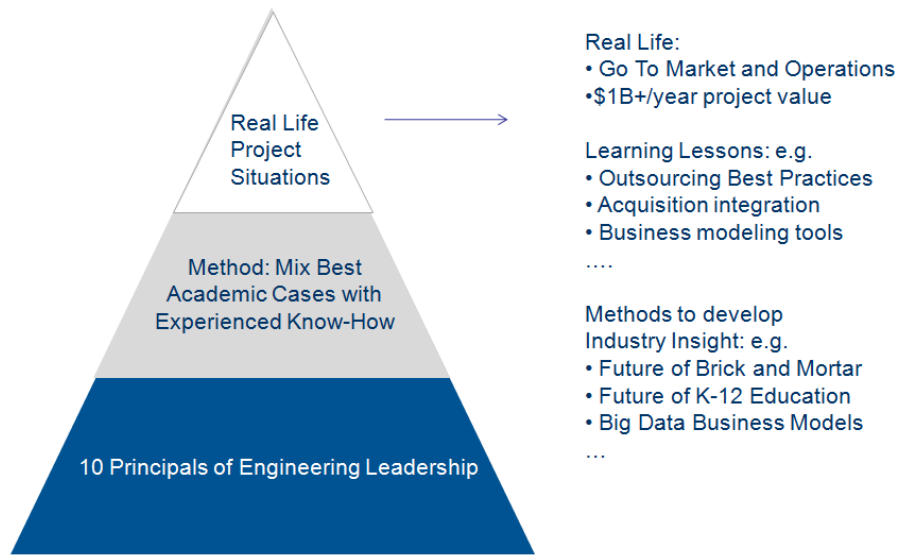 Real Life
Project
Situations
Method: Mix Best
Academic Cases with
Experienced Know-How
10 Principals of Engineering Leadership
Real Life:
• Go To Market and Operations
•$1B+/year project value
Learning Lessons: e.g.
• Outsourcing Best Practices
• Acquisition integration
• Business modeling tools
….
Methods to develop
Industry Insight: e.g.
• Future of Brick and Mortar
• Future of K-12 Education
• Big Data Business Models
…